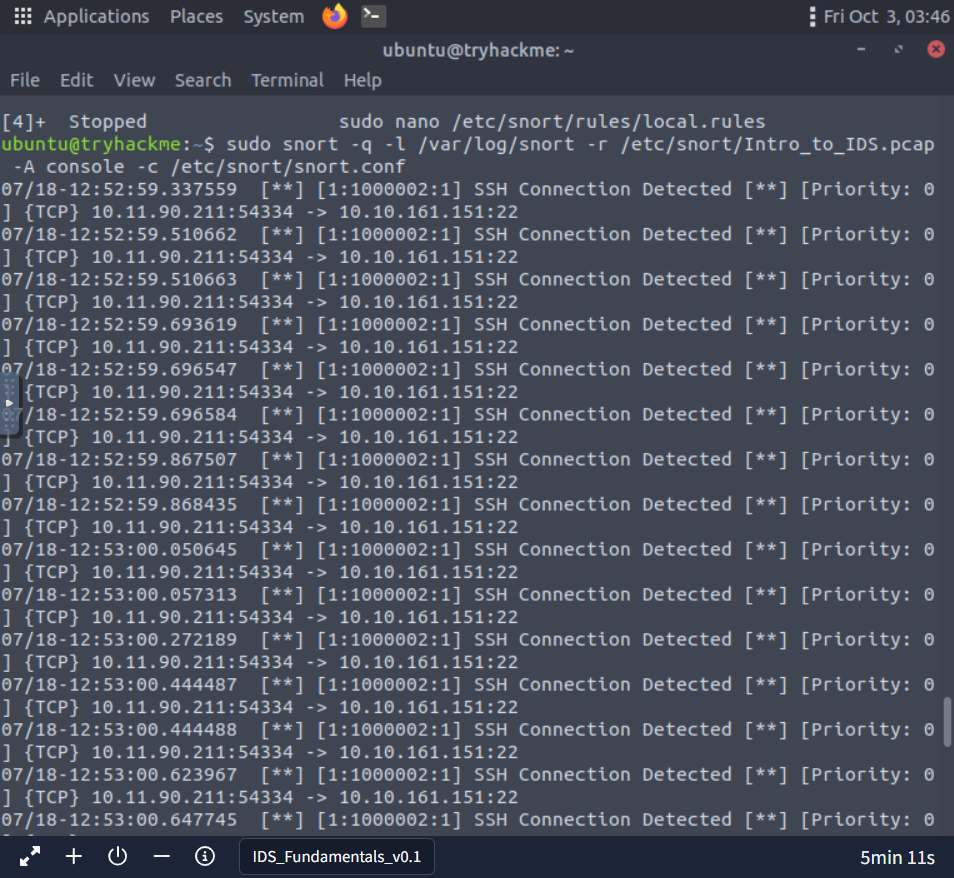 Applications Places System Fri Oct 3, 03:46
ubuntu@tryhackme: ~
File Edit View Search Terminal Help
[4]+ Stopped sudo nano /etc/snort/rules/local.rules
ubuntu@tryhackme:~$ sudo snort -q -l /var/log/snort -r /etc/snort/Intro_to_IDS.pcap
-A console -c /etc/snort/snort.conf
07/18-12:52:59.337559 [**] [1:1000002:1] SSH Connection Detected [**] [Priority: 0
] {TCP} 10.11.90.211:54334 -> 10.10.161.151:22
07/18-12:52:59.510662 [**] [1:1000002:1] SSH Connection Detected [**] [Priority: 0
] {TCP} 10.11.90.211:54334 -> 10.10.161.151:22
07/18-12:52:59.510663 [**] [1:1000002:1] SSH Connection Detected [**] [Priority: 0
] {TCP} 10.11.90.211:54334 -> 10.10.161.151:22
07/18-12:52:59.693619 [**] [1:1000002:1] SSH Connection Detected [**] [Priority: 0
] {TCP} 10.11.90.211:54334 -> 10.10.161.151:22
07/18-12:52:59.696547 [**] [1:1000002:1] SSH Connection Detected [**] [Priority: 0
] {TCP} 10.11.90.211:54334 -> 10.10.161.151:22
07/18-12:52:59.696584 [**] [1:1000002:1] SSH Connection Detected [**] [Priority: 0
] {TCP} 10.11.90.211:54334 -> 10.10.161.151:22
07/18-12:52:59.867507 [**] [1:1000002:1] SSH Connection Detected [**] [Priority: 0
] {TCP} 10.11.90.211:54334 -> 10.10.161.151:22
07/18-12:52:59.868435 [**] [1:1000002:1] SSH Connection Detected [**] [Priority: 0
] {TCP} 10.11.90.211:54334 -> 10.10.161.151:22
07/18-12:53:00.050645 [**] [1:1000002:1] SSH Connection Detected [**] [Priority: 0
] {TCP} 10.11.90.211:54334 -> 10.10.161.151:22
07/18-12:53:00.057313 [**] [1:1000002:1] SSH Connection Detected [**] [Priority: 0
] {TCP} 10.11.90.211:54334 -> 10.10.161.151:22
07/18-12:53:00.272189 [**] [1:1000002:1] SSH Connection Detected [**] [Priority: 0
] {TCP} 10.11.90.211:54334 -> 10.10.161.151:22
07/18-12:53:00.444487 [**] [1:1000002:1] SSH Connection Detected [**] [Priority: 0
] {TCP} 10.11.90.211:54334 -> 10.10.161.151:22
07/18-12:53:00.444488 [**] [1:1000002:1] SSH Connection Detected [**] [Priority: 0
] {TCP} 10.11.90.211:54334 -> 10.10.161.151:22
07/18-12:53:00.623967 [**] [1:1000002:1] SSH Connection Detected [**] [Priority: 0
] {TCP} 10.11.90.211:54334 -> 10.10.161.151:22
07/18-12:53:00.647745 [**] [1:1000002:1] SSH Connection Detected [**] [Priority: 0
IDS_Fundamentals_v0.1 5min 11s